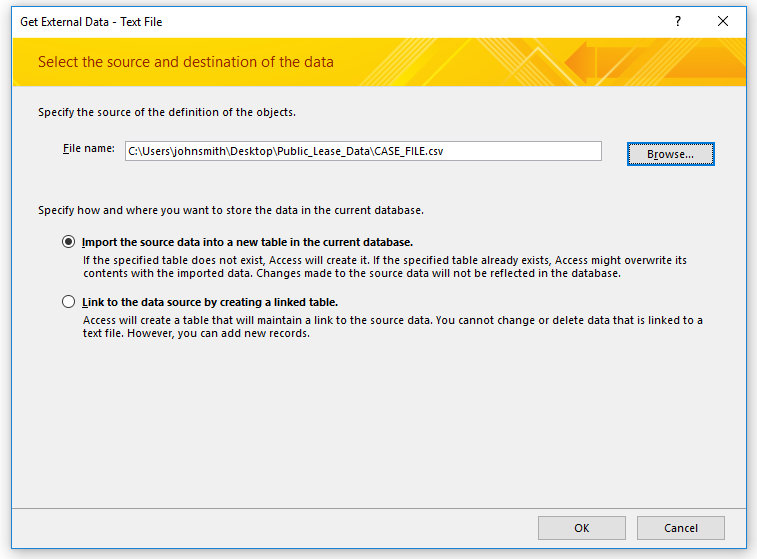 Get External Data - Text File
?
Select the source and destination of the data
Specify the source of the definition of the objects.
File name:
C:\Users\johnsmith\Desktop\Public_Lease_Data\CASE_FILE.csv
Browse...
Specify how and where you want to store the data in the current database.
Import the source data into a new table in the current database.
If the specified table does not exist, Access will create it. If the specified table already exists, Access might overwrite its
contents with the imported data. Changes made to the source data will not be reflected in the database.
Link to the data source by creating a linked table.
Access will create a table that will maintain a link to the source data. You cannot change or delete data that is linked to a
text file. However, you can add new records.
OK
Cancel